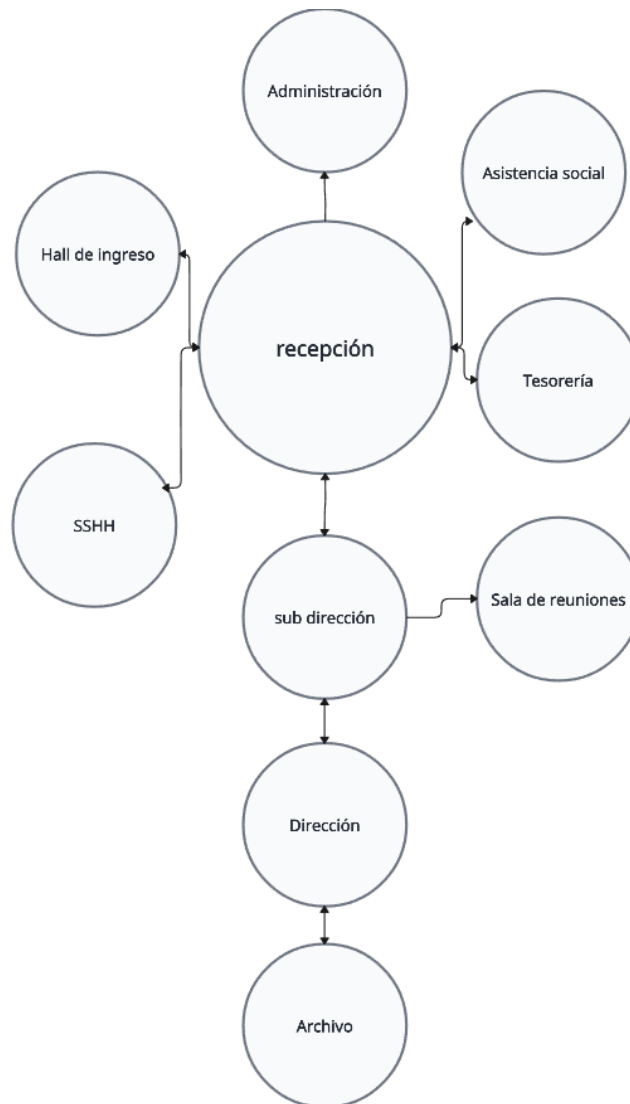 Administración
Asistencia social
Hall de ingreso
recepción
Tesorería
SSHH
Sala de reuniones
sub dirección
Dirección
Archivo